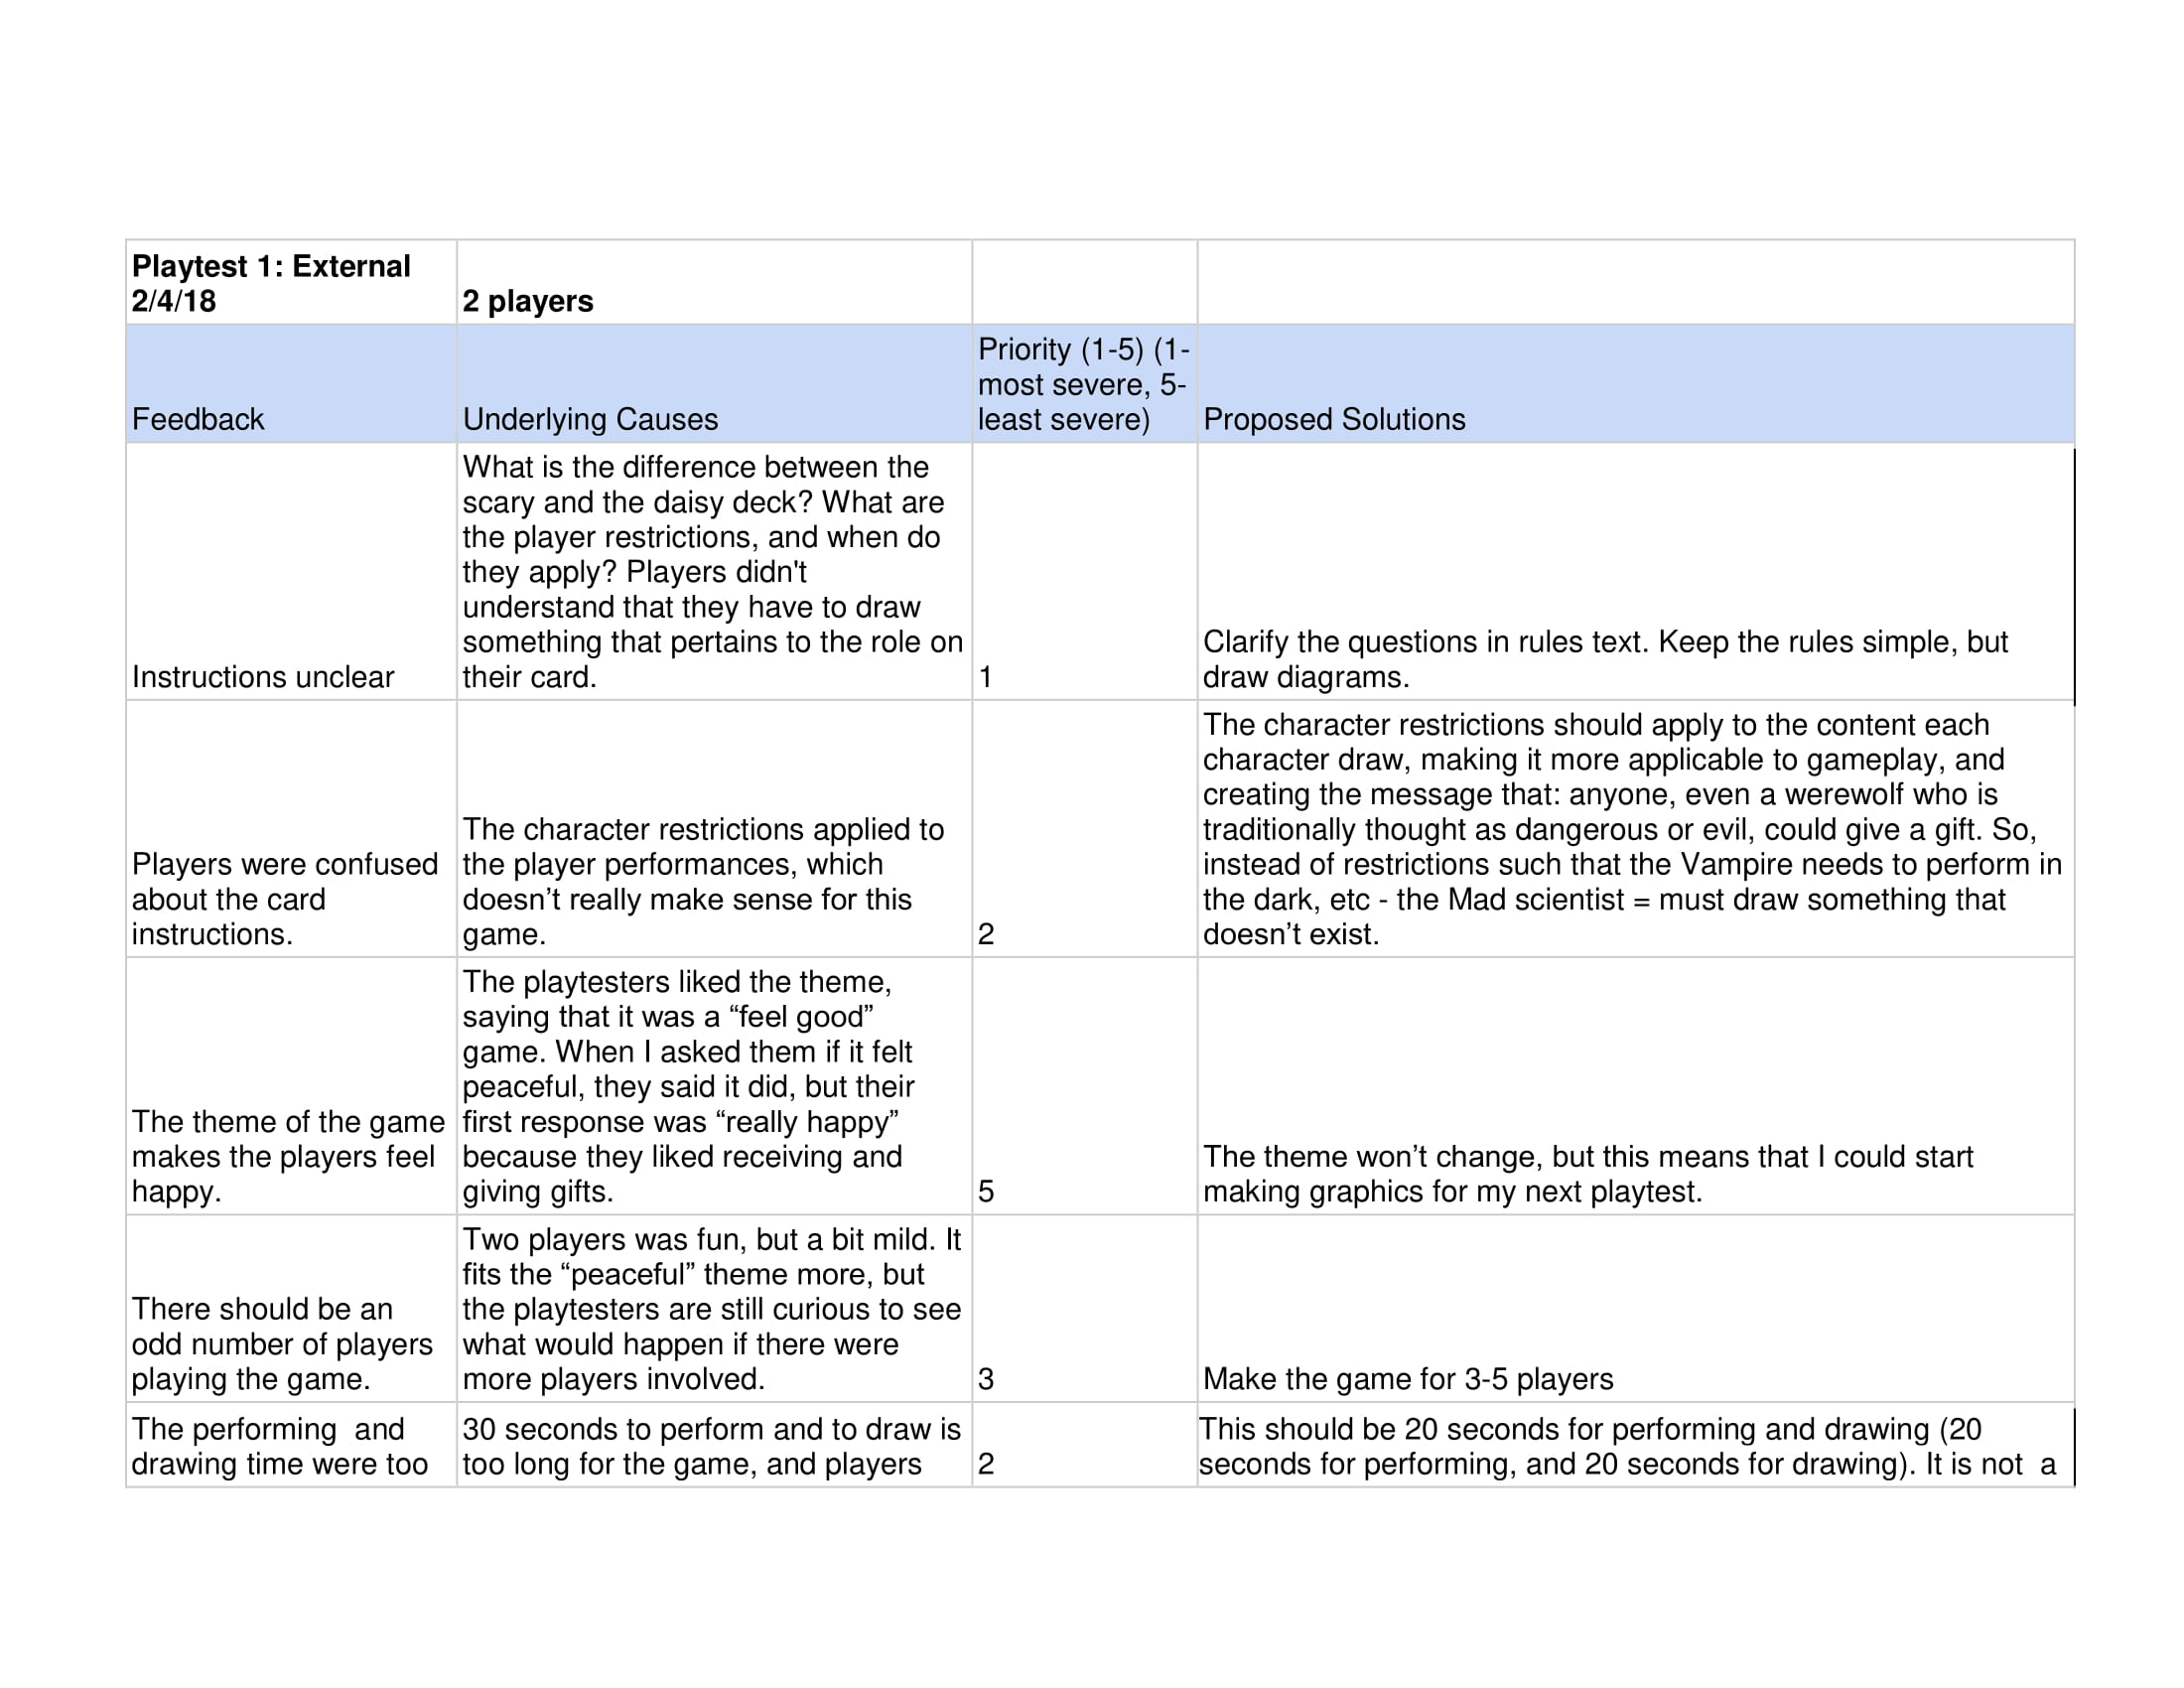 Playtest 1: External
2/4/18
2 players
Feedback
Underlying Causes
Priority (1-5) (1-
most severe, 5-
least severe)
Proposed Solutions
Instructions unclear
What is the difference between the
scary and the daisy deck? What are
the player restrictions, and when do
they apply? Players didn't
understand that they have to draw
something that pertains to the role on
their card.
1
Clarify the questions in rules text. Keep the rules simple, but
draw diagrams.
Players were confused
about the card
instructions.
The character restrictions applied to
the player performances, which
doesn’t really make sense for this
game.
2
The character restrictions should apply to the content each
character draw, making it more applicable to gameplay, and
creating the message that: anyone, even a werewolf who is
traditionally thought as dangerous or evil, could give a gift. So,
instead of restrictions such that the Vampire needs to perform in
the dark, etc - the Mad scientist = must draw something that
doesn’t exist.
The theme of the game
makes the players feel
happy.
The playtesters liked the theme,
saying that it was a “feel good”
game. When I asked them if it felt
peaceful, they said it did, but their
first response was “really happy”
because they liked receiving and
giving gifts.
5
The theme won’t change, but this means that I could start
making graphics for my next playtest.
There should be an
odd number of players
playing the game.
Two players was fun, but a bit mild. It
fits the “peaceful” theme more, but
the playtesters are still curious to see
what would happen if there were
more players involved.
3
Make the game for 3-5 players
The performing  and
drawing time were too
30 seconds to perform and to draw is
too long for the game, and players
2
This should be 20 seconds for performing and drawing (20
seconds for performing, and 20 seconds for drawing). It is not  a